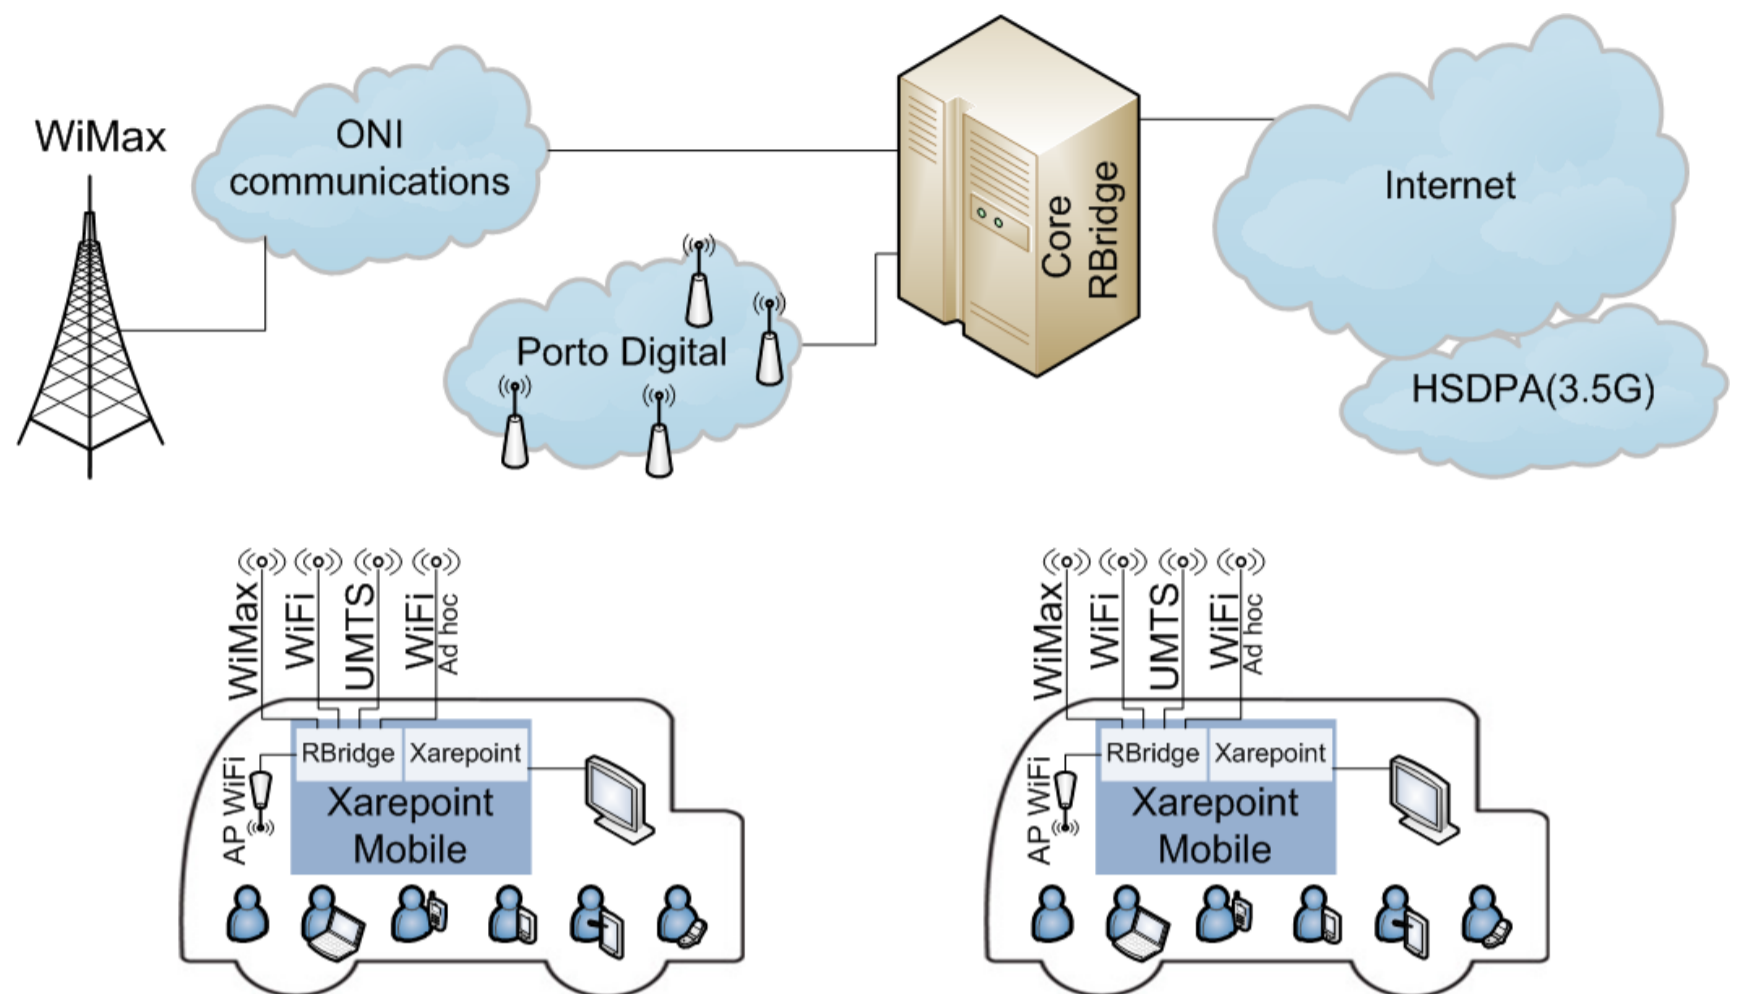 WiMax
ONI
communications
Porto Digital
Core
RBridge
Internet
HSDPA(3.5G)
WiMax
WiFi
UMTS
WiFi
Ad hoc
RBridge
Xarepoint
AP WiFi
Xarepoint
Mobile
WiMax
WiFi
UMTS
WiFi
Ad hoc
RBridge
Xarepoint
AP WiFi
Xarepoint
Mobile